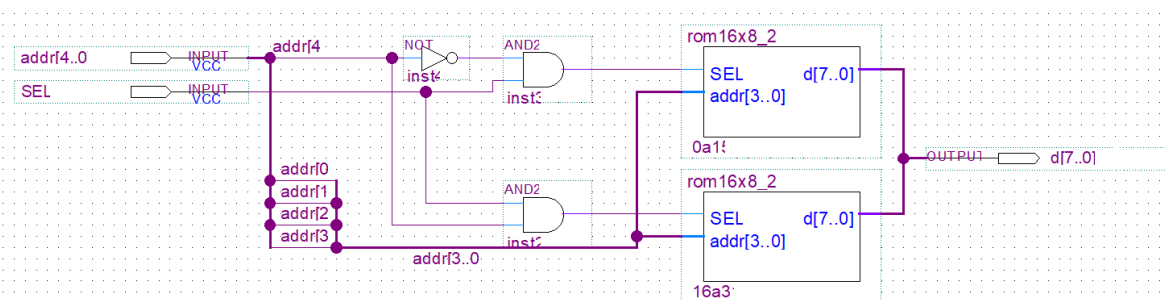 addr[4..0
INPUT
VCC
addr[4
NOT
inst4
AND2
inst3
rom16x8_2
SEL
d[7..0]
addr[3..0]
0a15
SEL
INPUT
VCC
OUTPUT
d[7..0]
addr[0
addr[1
addr[2
addr[3
addr[3..0
AND2
inst2
rom16x8_2
SEL
d[7..0]
addr[3..0]
16a31